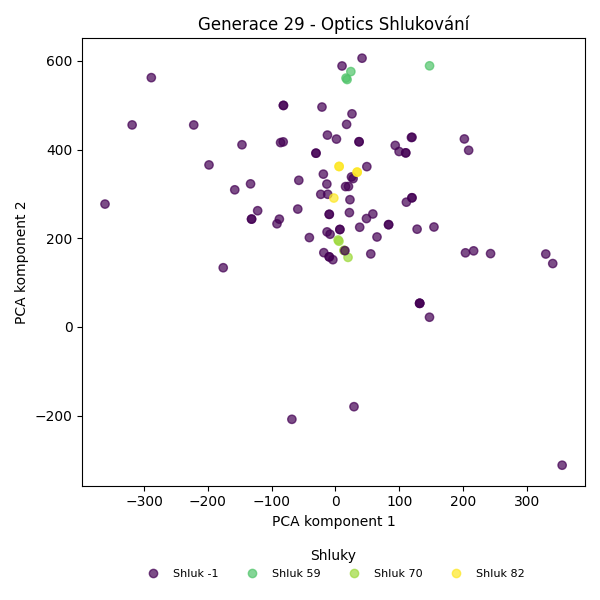 Generace 29 - Optics Shlukování
600
400
200
0
−200
−300 −200 −100 0 100 200 300
PCA komponent 2
PCA komponent 1
Shluky
Shluk -1 Shluk 59 Shluk 70 Shluk 82